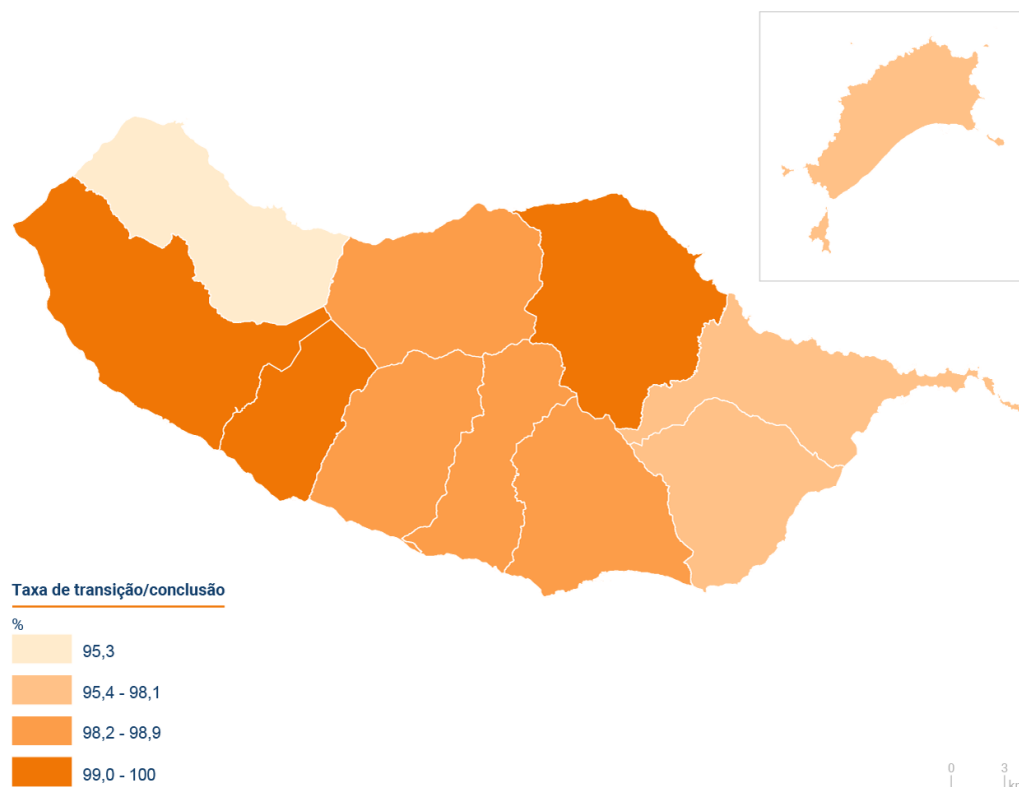 Taxa de transição/conclusão
%
95,3
95,4 - 98,1
98,2 - 98,9
99,0 - 100
0 3
km